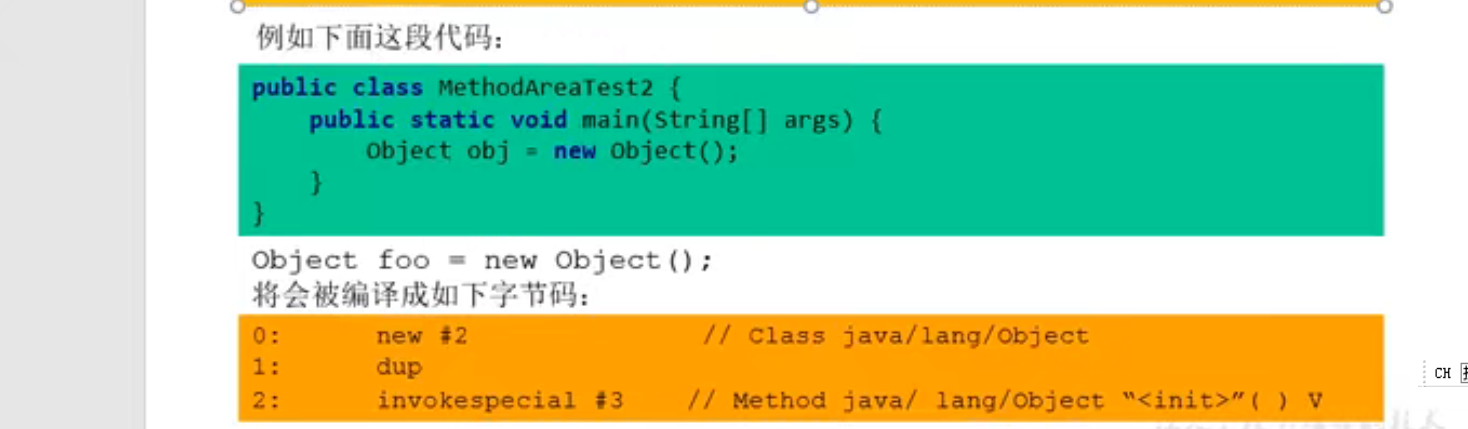 例如下面这段代码：
public class MethodAreaTest2 {
    public static void main(String[] args) {
        Object obj = new Object();
    }
}
Object foo = new Object();
将会被编译成如下字节码：
0:      new #2               // Class java/lang/Object
1:      dup
2:      invokespecial #3    // Method java/ lang/Object “<init>”( ) V
CH